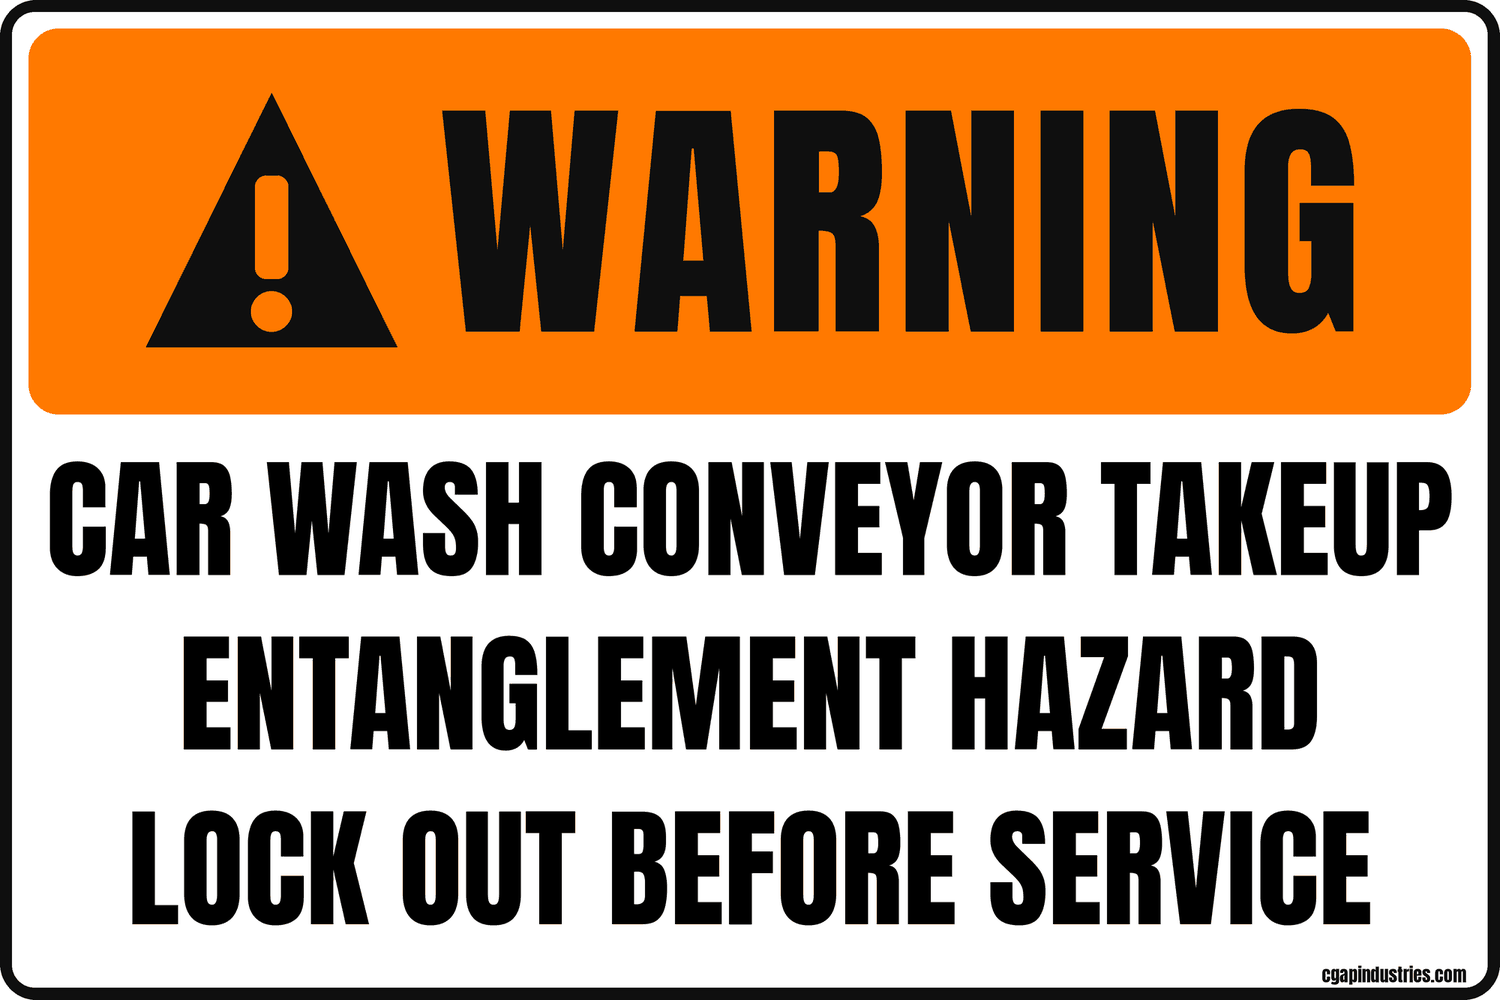 WARNING
CAR WASH CONVEYOR TAKEUP
ENTANGLEMENT HAZARD
LOCK OUT BEFORE SERVICE
cgapindustries.com